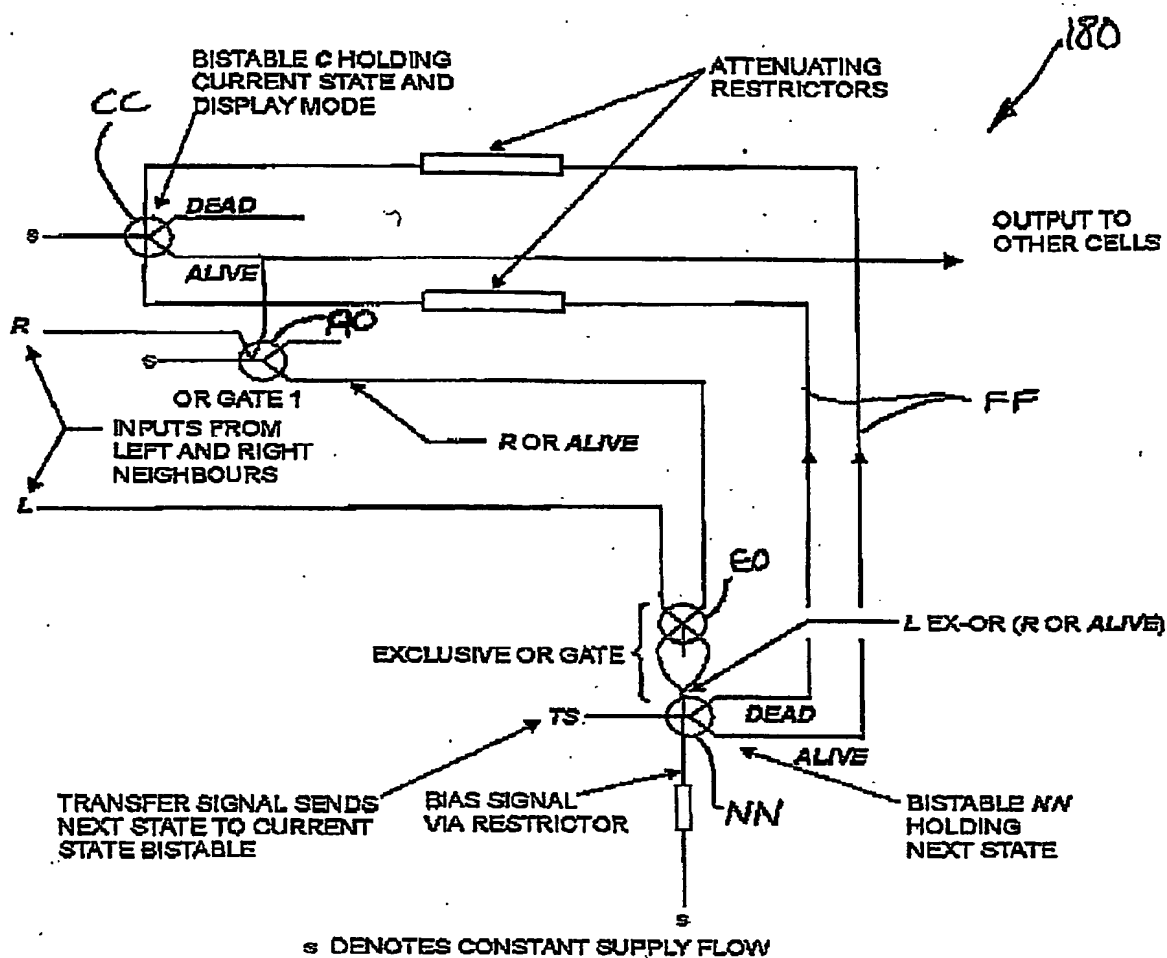 180
BISTABLE C HOLDING
CURRENT STATE AND
DISPLAY MODE
ATTENUATING
RESTRICTORS
CC
DEAD
s
OUTPUT TO
OTHER CELLS
ALIVE
R
AO
s
OR GATE 1
INPUTS FROM
LEFT AND RIGHT
NEIGHBOURS
R OR ALIVE
FF
L
EO
L EX-OR (R OR ALIVE)
EXCLUSIVE OR GATE
TS
DEAD
ALIVE
TRANSFER SIGNAL SENDS
NEXT STATE TO CURRENT
STATE BISTABLE
BIAS SIGNAL
VIA RESTRICTOR
NN
BISTABLE NN
HOLDING
NEXT STATE
s
s DENOTES CONSTANT SUPPLY FLOW